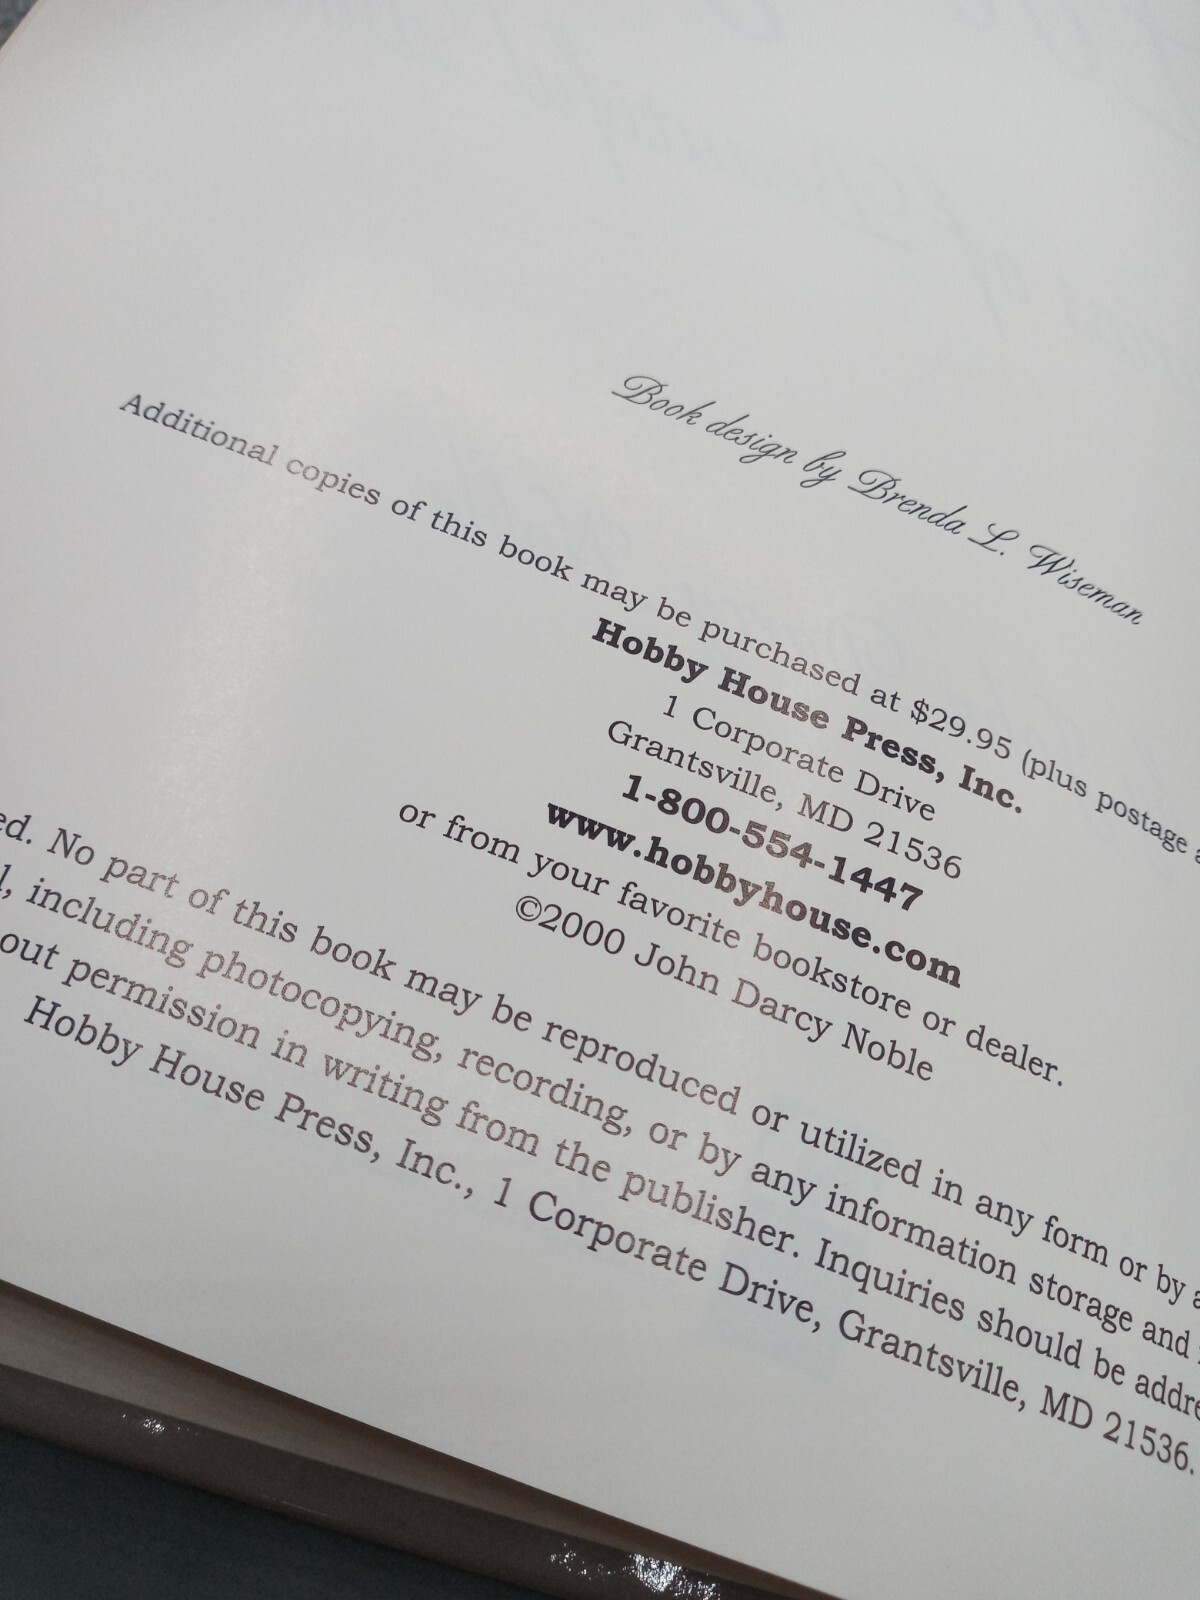 Book design by Brenda L. Wiseman
Additional copies of this book may be purchased at $29.95 (plus postage
Hobby House Press, Inc.
1 Corporate Drive
Grantsville, MD 21536
1-800-554-1447
www.hobbyhouse.com
or from your favorite bookstore or dealer.
©2000 John Darcy Noble
ed. No part of this book may be reproduced or utilized in any form or by a
l, including photocopying, recording, or by any information storage and
out permission in writing from the publisher. Inquiries should be addre
Hobby House Press, Inc., 1 Corporate Drive, Grantsville, MD 21536.